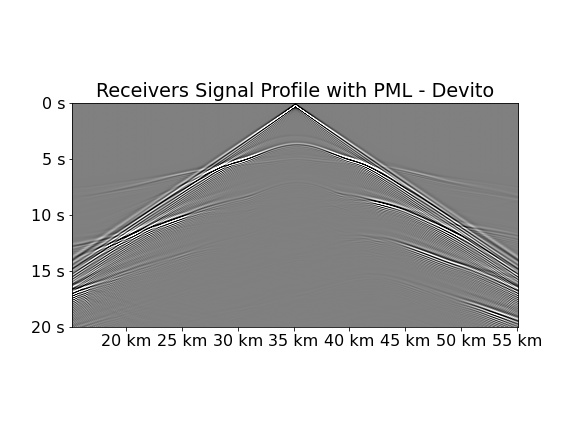 Receivers Signal Profile with PML - Devito
0 s
5 s
10 s
15 s
20 s
20 km 25 km 30 km 35 km 40 km 45 km 50 km 55 km